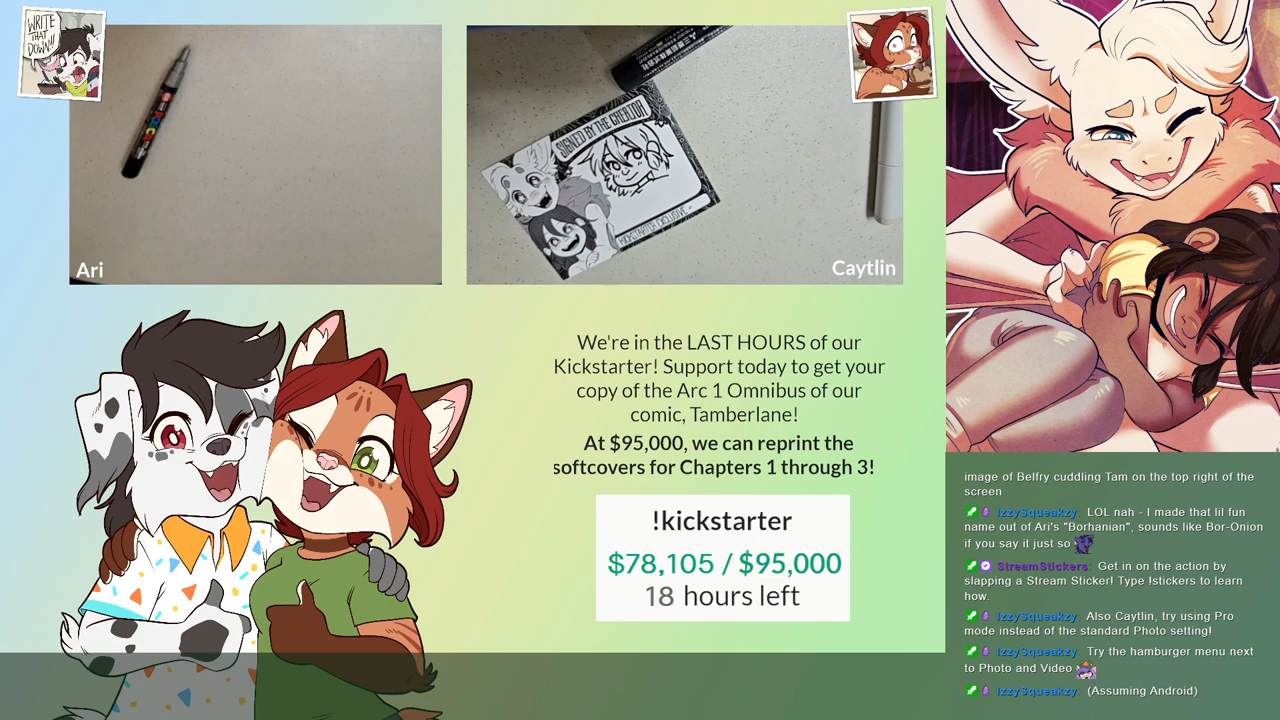 WRITE
THAT
DOWN!!!
POSCA
Ari
SIGNED BY THE CREATOR
KICKSTARTER EXCLUSIVE
Caytlin
We're in the LAST HOURS of our
Kickstarter! Support today to get your
copy of the Arc 1 Omnibus of our
comic, Tamberlane!
At $95,000, we can reprint the
softcovers for Chapters 1 through 3!
!kickstarter
$78,105 / $95,000
18 hours left
image of Belfry cuddling Tam on the top right of the
screen
IzzySqueakzy: LOL nah - I made that lil fun
name out of Ari's "Borhanian", sounds like Bor-Onion
if you say it just so
StreamStickers: Get in on the action by
slapping a Stream Sticker! Type !stickers to learn
how.
IzzySqueakzy: Also Caytlin, try using Pro
mode instead of the standard Photo setting!
IzzySqueakzy: Try the hamburger menu next
to Photo and Video
IzzySqueakzy: (Assuming Android)